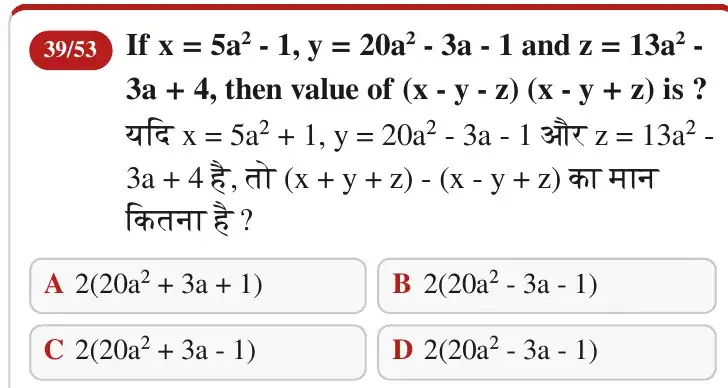 39/53 If x = 5a² - 1, y = 20a² - 3a - 1 and z = 13a² -
3a + 4, then value of (x - y - z) (x - y + z) is ?
यदि x = 5a² + 1, y = 20a² - 3a - 1 और z = 13a² -
3a + 4 है, तो (x + y + z) - (x - y + z) का मान
कितना है ?
A 2(20a² + 3a + 1)
B 2(20a² - 3a - 1)
C 2(20a² + 3a - 1)
D 2(20a² - 3a - 1)